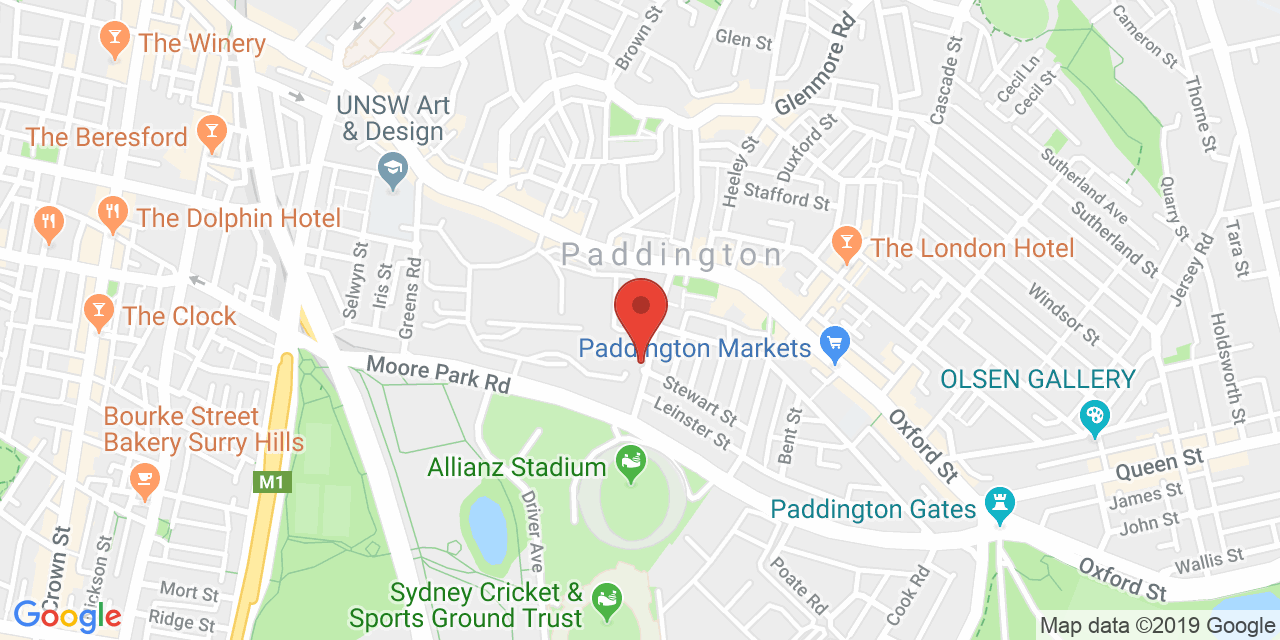 Brown St
Glen St
Glenmore Rd
Cameron St
The Winery
Cecil Ln
Cecil St
Cascade St
Thorne St
UNSW Art
& Design
The Beresford
Duxford St
Heeley St
Stafford St
Sutherland Ave
Sutherland St
Quarry St
The Dolphin Hotel
Paddington
The London Hotel
Jersey Rd
Tara St
Selwyn St
Iris St
Greens Rd
Windsor St
The Clock
Paddington Markets
Holdsworth St
Moore Park Rd
OLSEN GALLERY
Stewart St
Leinster St
Bent St
Oxford St
Bourke Street
Bakery Surry Hills
Allianz Stadium
Queen St
M1
James St
John St
Paddington Gates
Driver Ave
Wallis St
Crown St
ickson St
Mort St
Ridge St
Sydney Cricket &
Sports Ground Trust
Poate Rd
Cook Rd
Oxford St
Google
Map data ©2019 Google